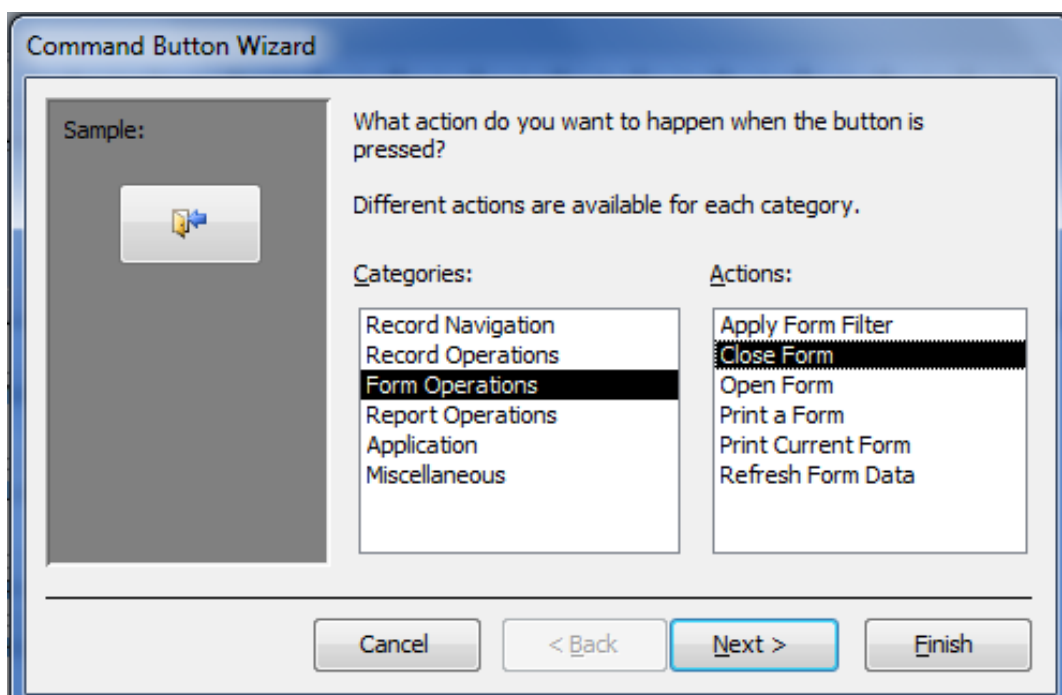 Command Button Wizard
Sample:
What action do you want to happen when the button is
pressed?
Different actions are available for each category.
Categories:
Record Navigation
Record Operations
Form Operations
Report Operations
Application
Miscellaneous
Actions:
Apply Form Filter
Close Form
Open Form
Print a Form
Print Current Form
Refresh Form Data
Cancel
< Back
Next >
Finish